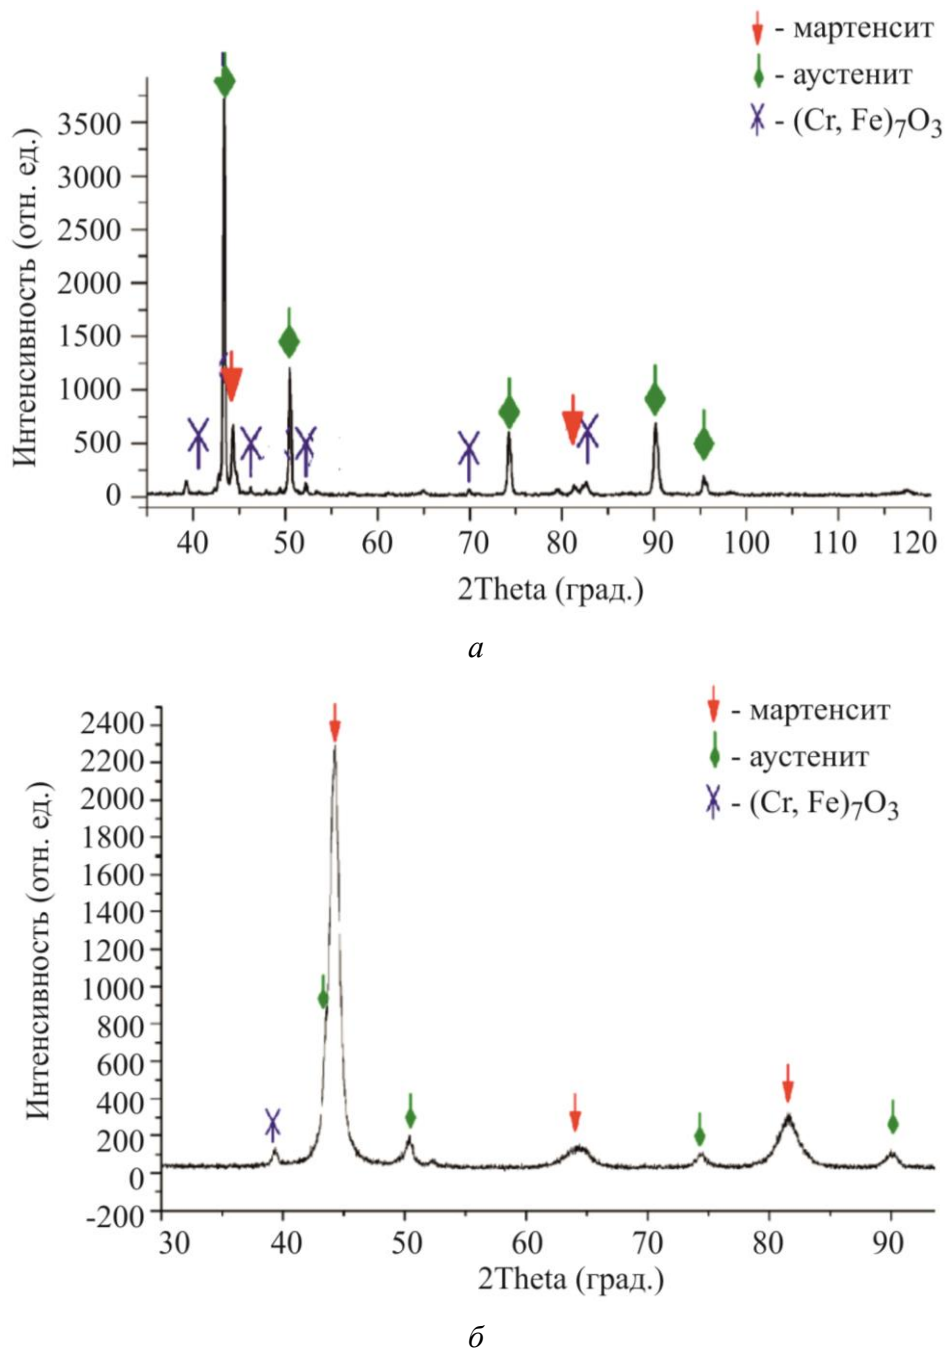 - мартенсит
- аустенит
- (Cr, Fe)7O3
Интенсивность (отн. ед.)
3500
3000
2500
2000
1500
1000
500
0
40 50 60 70 80 90 100 110 120
2Theta (град.)
а
- мартенсит
- аустенит
- (Cr, Fe)7O3
Интенсивность (отн. ед.)
2400
2200
2000
1800
1600
1400
1200
1000
800
600
400
200
0
-200
30 40 50 60 70 80 90
2Theta (град.)
б